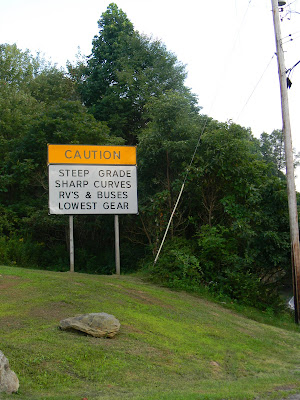 CAUTION
STEEP GRADE
SHARP CURVES
RV'S & BUSES
LOWEST GEAR